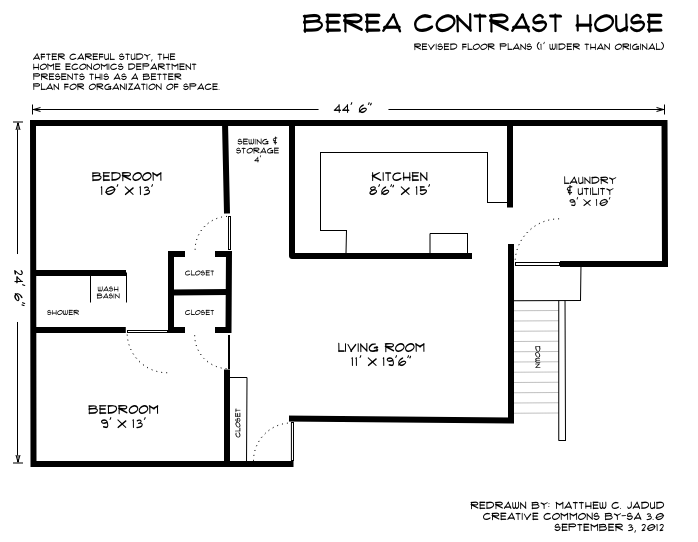 BEREA CONTRAST HOUSE
REVISED FLOOR PLANS (1' WIDER THAN ORIGINAL)
AFTER CAREFUL STUDY, THE
HOME ECONOMICS DEPARTMENT
PRESENTS THIS AS A BETTER
PLAN FOR ORGANIZATION OF SPACE.
44' 6"
24' 6"
BEDROOM
10' X 13'
SEWING &
STORAGE
4'
KITCHEN
8'6" X 15'
LAUNDRY
& UTILITY
9' X 10'
CLOSET
WASH
BASIN
SHOWER
CLOSET
LIVING ROOM
11' X 19'6"
DOWN
BEDROOM
9' X 13'
CLOSET
REDRAWN BY: MATTHEW C. JADUD
CREATIVE COMMONS BY-SA 3.0
SEPTEMBER 3, 2012